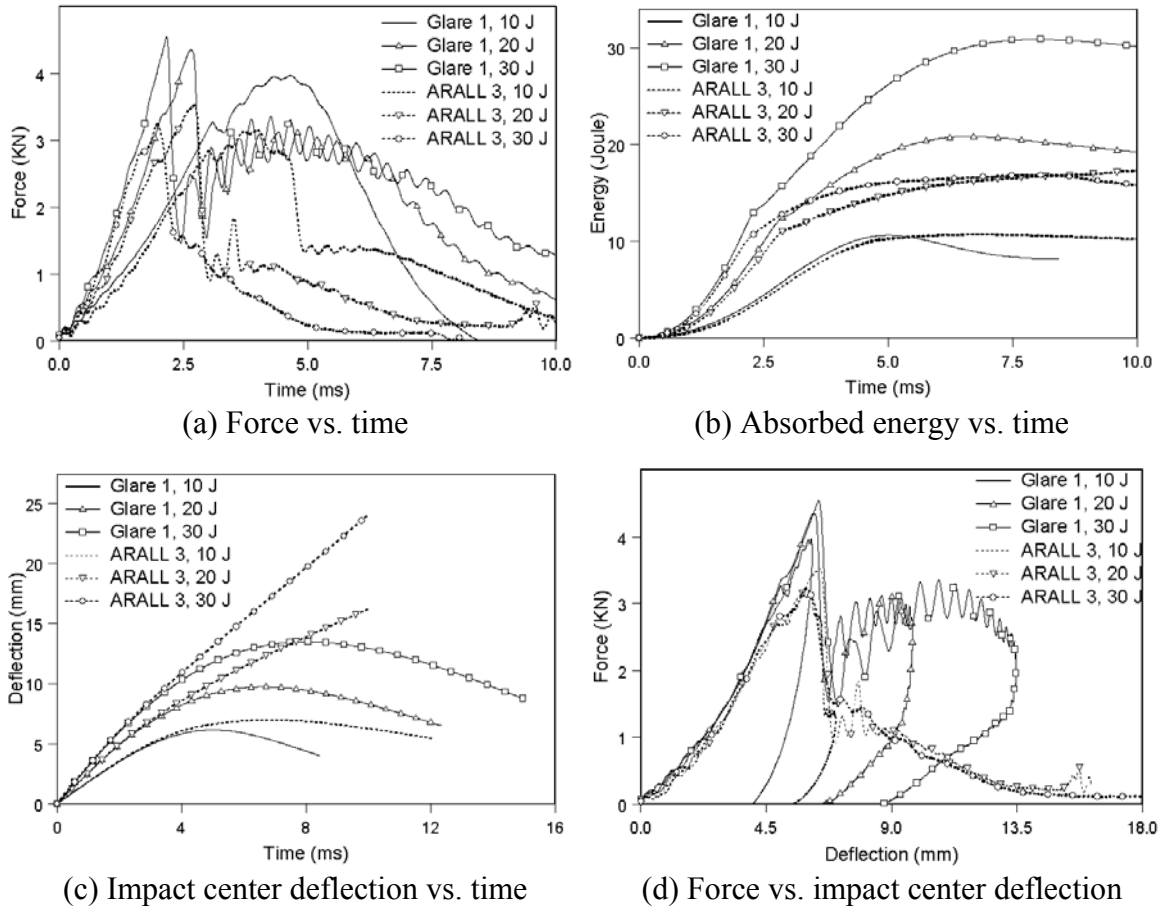 Glare 1, 10 J
Glare 1, 20 J
Glare 1, 30 J
ARALL 3, 10 J
ARALL 3, 20 J
ARALL 3, 30 J
Force (KN)
4
3
2
1
0
0.0 2.5 5.0 7.5 10.0
Time (ms)
(a) Force vs. time
Glare 1, 10 J
Glare 1, 20 J
Glare 1, 30 J
ARALL 3, 10 J
ARALL 3, 20 J
ARALL 3, 30 J
Energy (Joule)
30
20
10
0
0.0 2.5 5.0 7.5 10.0
Time (ms)
(b) Absorbed energy vs. time
Glare 1, 10 J
Glare 1, 20 J
Glare 1, 30 J
ARALL 3, 10 J
ARALL 3, 20 J
ARALL 3, 30 J
Deflection (mm)
25
20
15
10
5
0
0 4 8 12 16
Time (ms)
(c) Impact center deflection vs. time
Glare 1, 10 J
Glare 1, 20 J
Glare 1, 30 J
ARALL 3, 10 J
ARALL 3, 20 J
ARALL 3, 30 J
Force (KN)
4
3
2
1
0
0.0 4.5 9.0 13.5 18.0
Deflection (mm)
(d) Force vs. impact center deflection